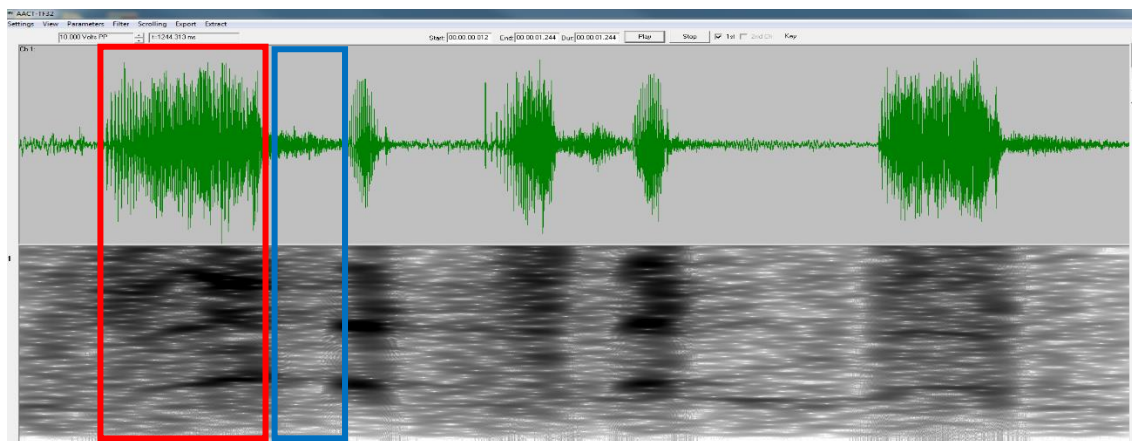 AACT-TF32
Settings View Parameters Filter Scrolling Export Extract
10.000 Volts PP t=1244.313 ms Start: 00:00:00.012 End: 00:00:01.244 Dur: 00:00:01.244 Play Stop 1st 2nd Ch Key
Ch 1: